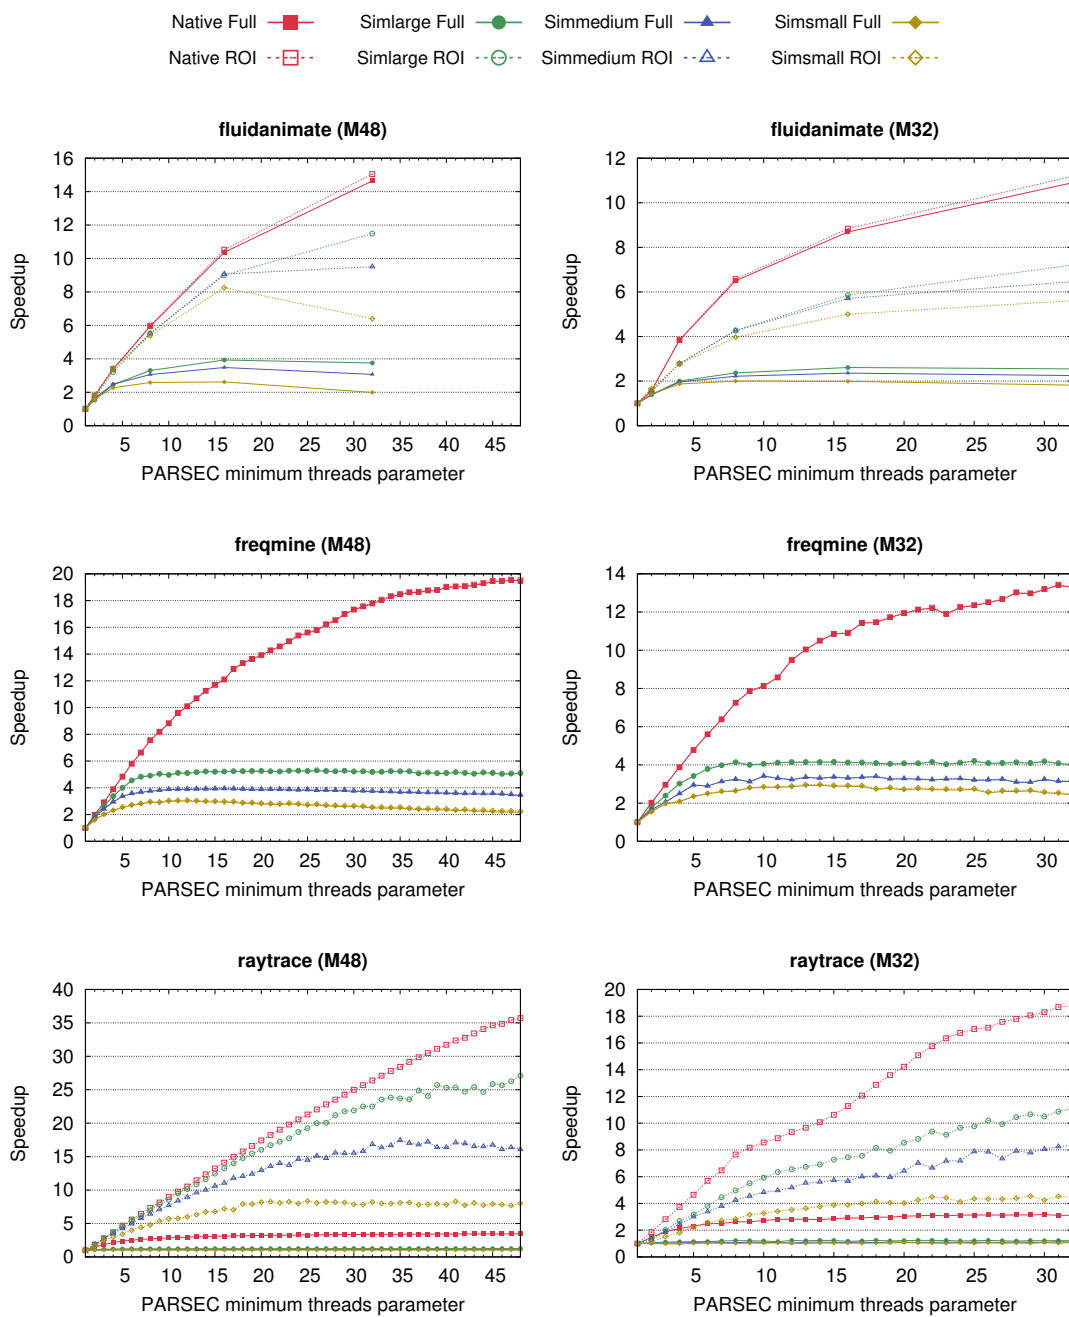 Native Full Simlarge Full Simmedium Full Simsmall Full
Native ROI Simlarge ROI Simmedium ROI Simsmall ROI
fluidanimate (M48)
16
14
12
10
8
6
4
2
0
Speedup
5 10 15 20 25 30 35 40 45
PARSEC minimum threads parameter
fluidanimate (M32)
12
10
8
6
4
2
0
Speedup
5 10 15 20 25 30
PARSEC minimum threads parameter
freqmine (M48)
20
18
16
14
12
10
8
6
4
2
0
Speedup
5 10 15 20 25 30 35 40 45
PARSEC minimum threads parameter
freqmine (M32)
14
12
10
8
6
4
2
0
Speedup
5 10 15 20 25 30
PARSEC minimum threads parameter
raytrace (M48)
40
35
30
25
20
15
10
5
0
Speedup
5 10 15 20 25 30 35 40 45
PARSEC minimum threads parameter
raytrace (M32)
20
18
16
14
12
10
8
6
4
2
0
Speedup
5 10 15 20 25 30
PARSEC minimum threads parameter